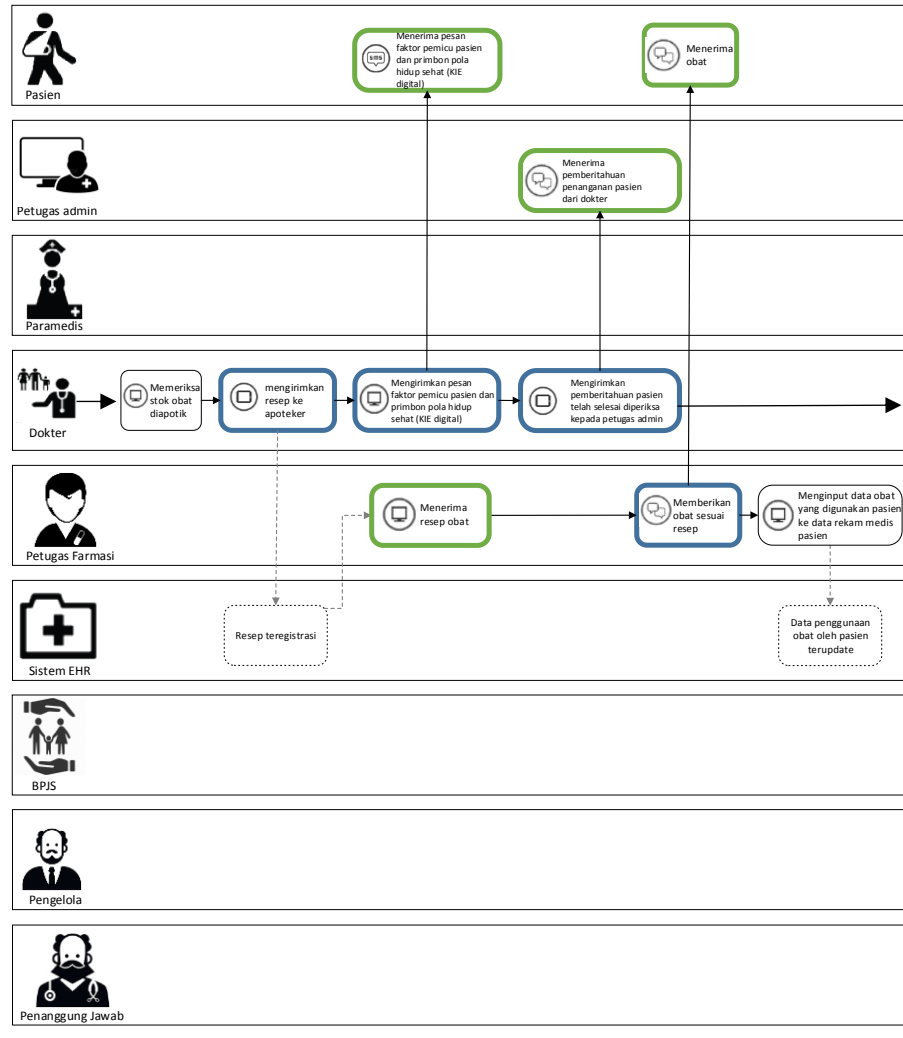 Menerima pesan
faktor pemicu pasien
dan primbon pola
hidup sehat (KIE
digital)
sms
Menerima
obat
Pasien
Menerima
pemberitahuan
penanganan pasien
dari dokter
Petugas admin
Paramedis
Memeriksa
stok obat
diapotik
mengirimkan
resep ke
apoteker
Mengirimkan pesan
faktor pemicu pasien dan
primbon pola hidup
sehat (KIE digital)
Mengirimkan
pemberitahuan pasien
telah selesai diperiksa
kepada petugas admin
Dokter
Menerima
resep obat
Memberikan
obat sesuai
resep
Menginput data obat
yang digunakan pasien
ke data rekam medis
pasien
Petugas Farmasi
Resep teregistrasi
Data penggunaan
obat oleh pasien
terupdate
Sistem EHR
BPJS
Pengelola
Penanggung Jawab